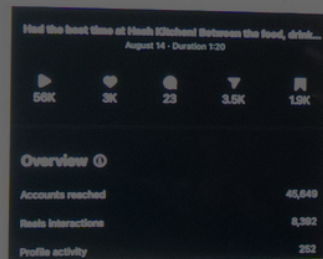 Had the best time at Hash Kitchen! Between the food, drink...
August 14 · Duration 1:20
56K 3K 23 3.5K 1.9K
Overview
Accounts reached 45,649
Reels interactions 8,392
Profile activity 252